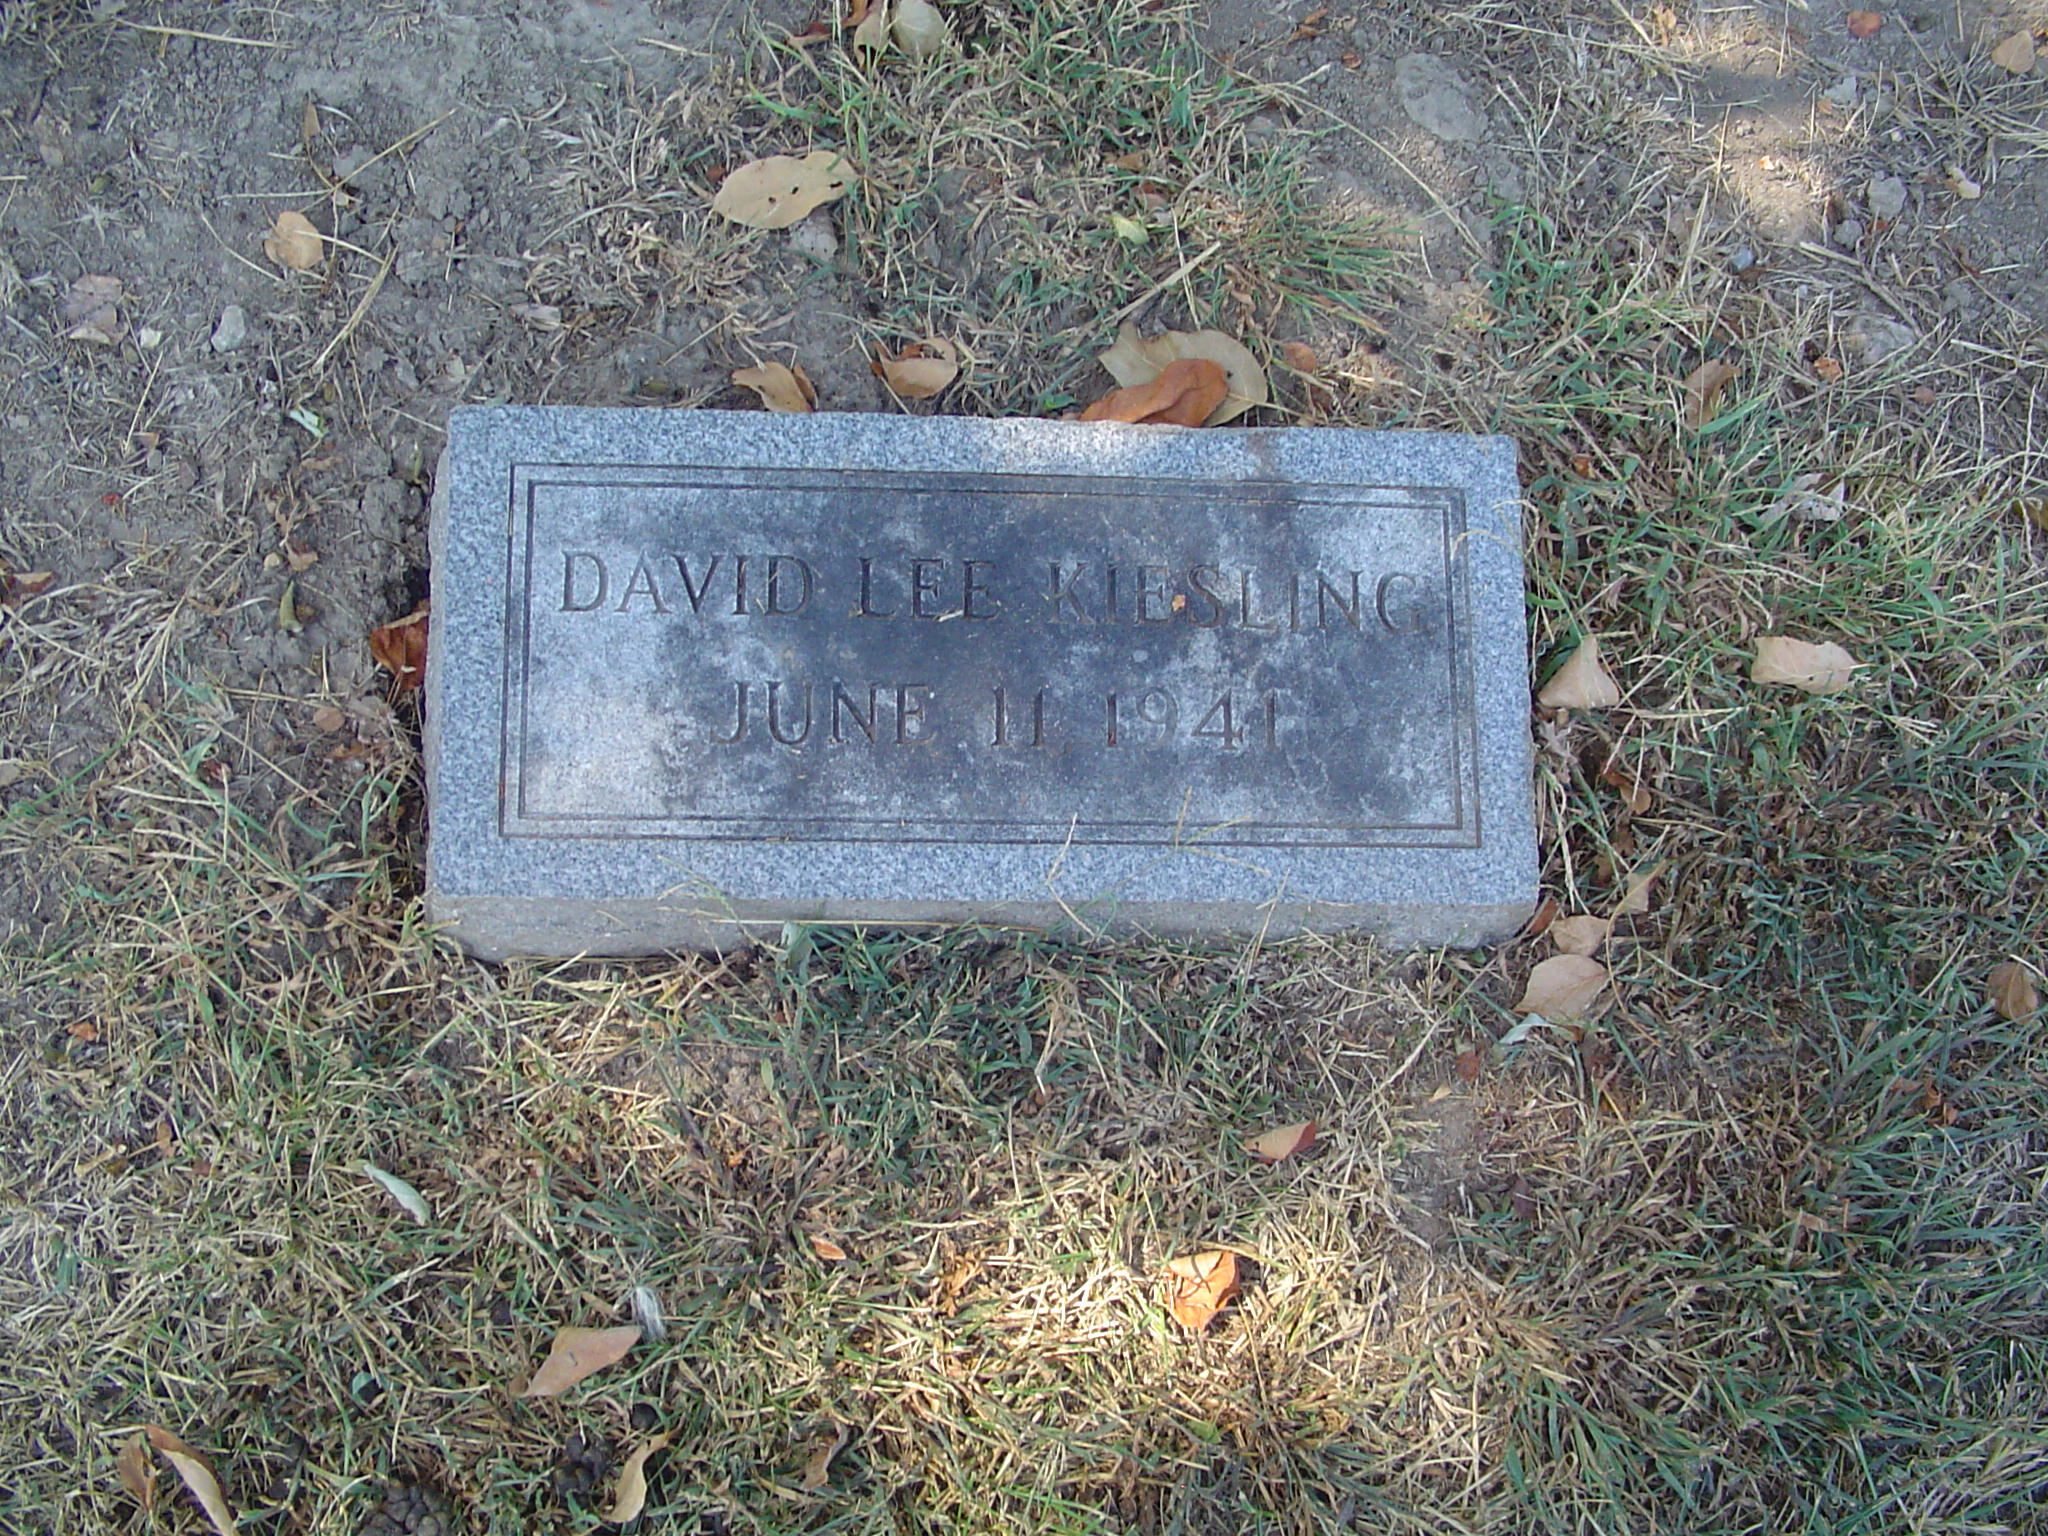 DAVID LEE KIESLING
JUNE 11, 1941